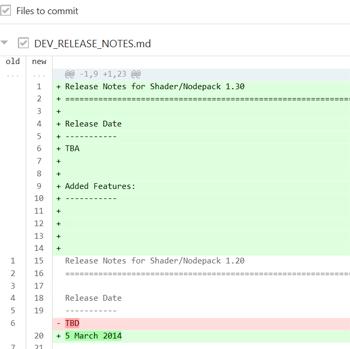 Files to commit
DEV_RELEASE_NOTES.md
old new
... ... @@ -1,9 +1,23 @@
1 + Release Notes for Shader/Nodepack 1.30
2 + ============================================================
3 +
4 + Release Date
5 + -----------
6 + TBA
7 +
8 +
9 + Added Features:
10 + -----------
11 +
12 +
13 +
14 +
1 15 Release Notes for Shader/Nodepack 1.20
2 16 ============================================================
3 17
4 18 Release Date
5 19 -----------
6 - TBD
20 + 5 March 2014